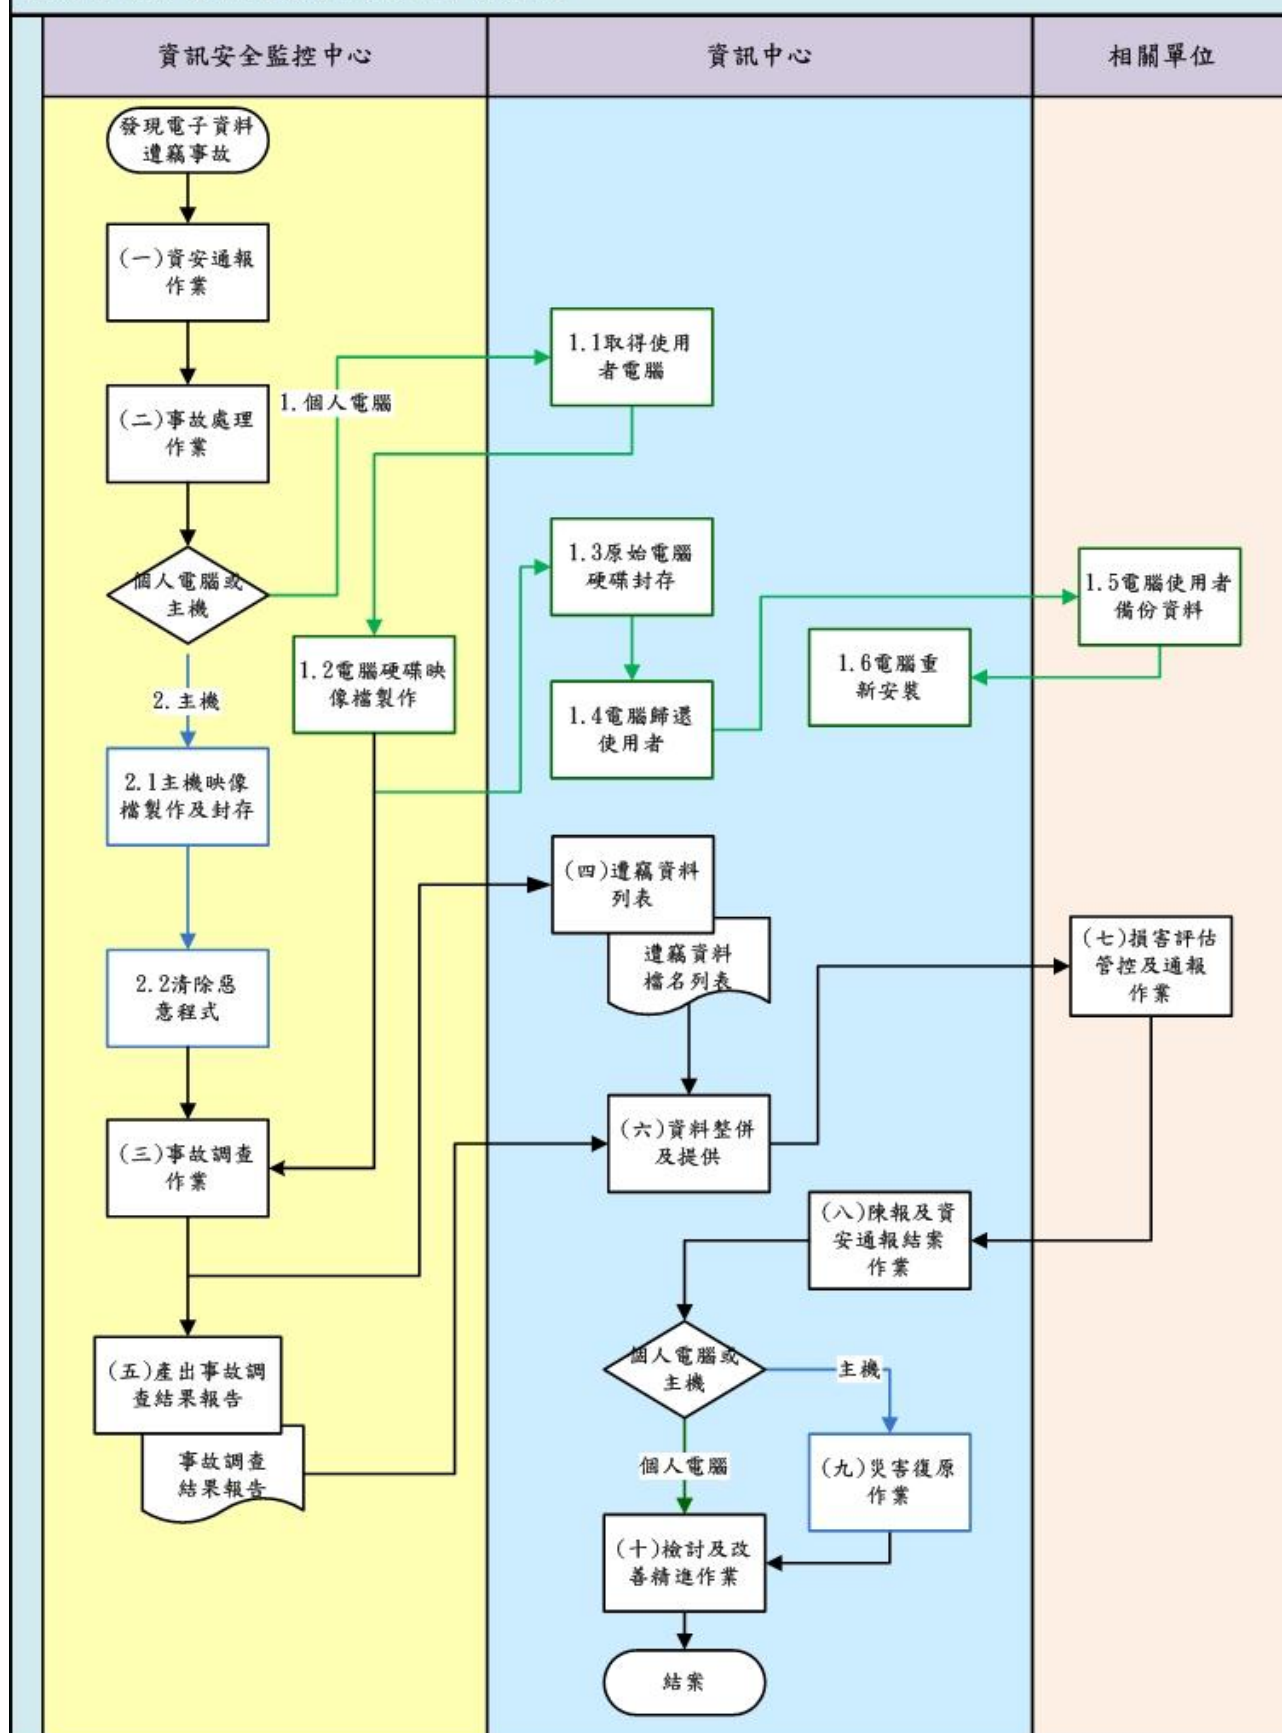 資訊安全監控中心
資訊中心
相關單位
發現電子資料
遭竊事故
(一)資安通報
作業
(二)事故處理
作業
1.個人電腦
個人電腦或
主機
2.主機
1.1取得使用
者電腦
1.2電腦硬碟映
像檔製作
1.3原始電腦
硬碟封存
1.4電腦歸還
使用者
1.5電腦使用者
備份資料
1.6電腦重
新安裝
2.1主機映像
檔製作及封存
2.2清除惡
意程式
(三)事故調查
作業
(四)遭竊資料
列表
遭竊資料
檔名列表
(五)產出事故調
查結果報告
事故調查
結果報告
(六)資料整併
及提供
(七)損害評估
管控及通報
作業
(八)陳報及資
安通報結案
作業
個人電腦或
主機
主機
個人電腦
(九)災害復原
作業
(十)檢討及改
善精進作業
結案